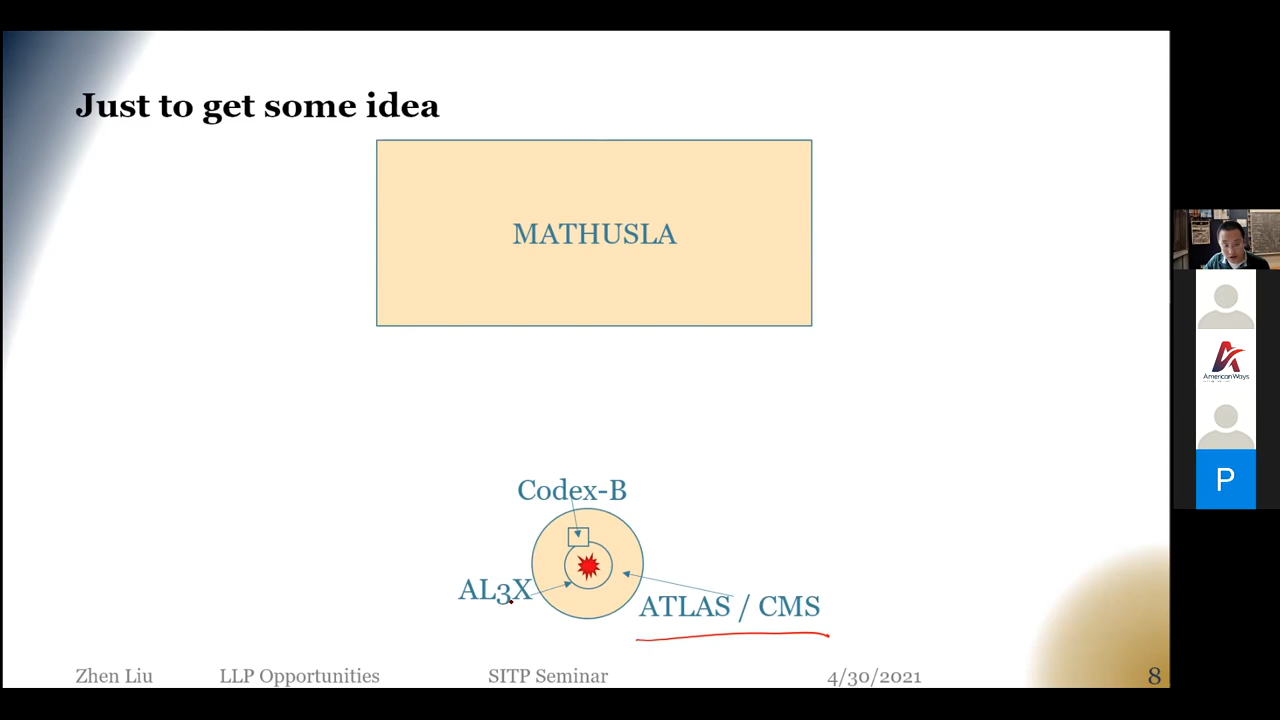 Just to get some idea
MATHUSLA
Codex-B
AL3X
ATLAS / CMS
Zhen Liu LLP Opportunities SITP Seminar 4/30/2021 8
AmericanWays
P